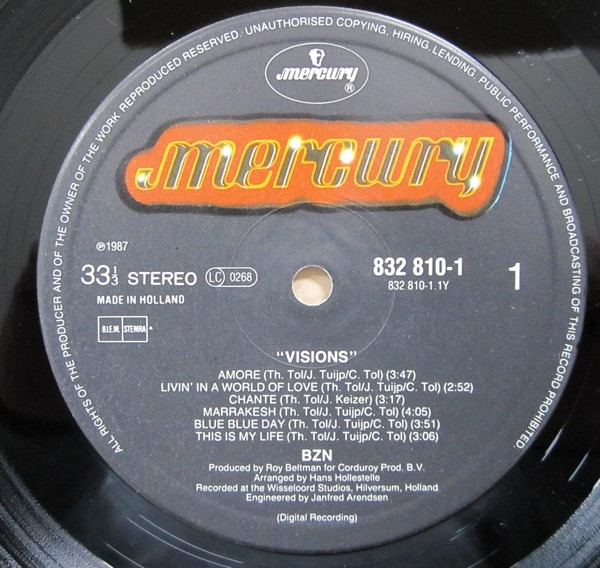 ALL RIGHTS OF THE PRODUCER AND OF THE OWNER OF THE WORK REPRODUCED RESERVED. UNAUTHORISED COPYING, HIRING, LENDING, PUBLIC PERFORMANCE AND BROADCASTING OF THIS RECORD PROHIBITED.
mercury
®
mercury
℗1987
33⅓ STEREO LC 0268
MADE IN HOLLAND
B.I.E.M. STEMRA
832 810-1
832 810-1.1Y
1
"VISIONS"
AMORE (Th. Tol/J. Tuijp/C. Tol) (3:47)
LIVIN' IN A WORLD OF LOVE (Th. Tol/J. Tuijp/C. Tol) (2:52)
CHANTE (Th. Tol/J. Keizer) (3:17)
MARRAKESH (Th. Tol/J. Tuijp/C. Tol) (4:05)
BLUE BLUE DAY (Th. Tol/J. Tuijp/C. Tol) (3:51)
THIS IS MY LIFE (Th. Tol/J. Tuijp/C. Tol) (3:06)
BZN
Produced by Roy Beltman for Corduroy Prod. B.V.
Arranged by Hans Hollestelle
Recorded at the Wisseloord Studios, Hilversum, Holland
Engineered by Janfred Arendsen
(Digital Recording)